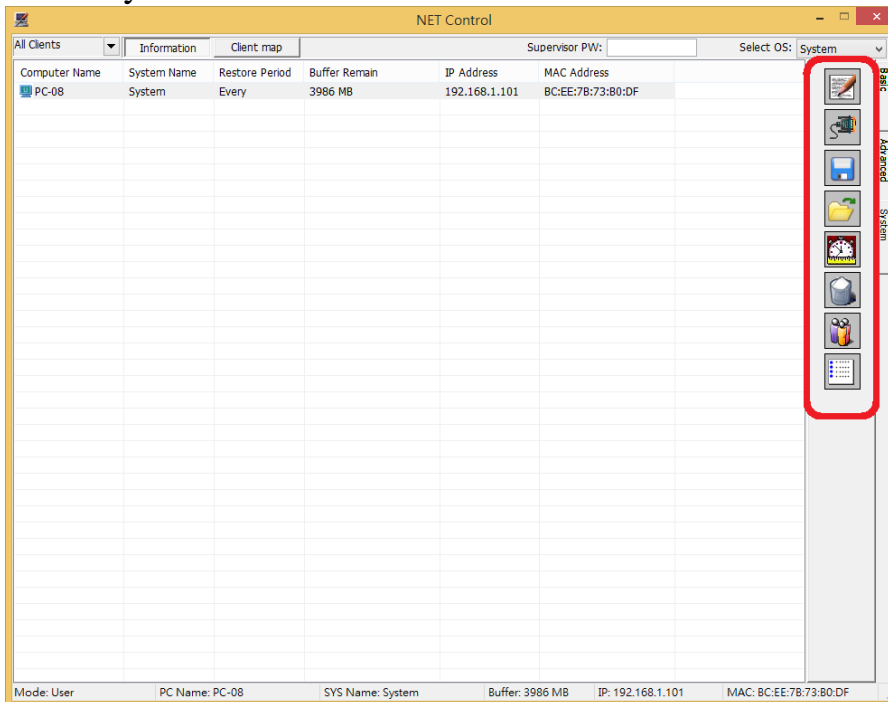 NET Control
All Clients Information Client map Supervisor PW: Select OS: System
Computer Name System Name Restore Period Buffer Remain IP Address MAC Address
PC-08 System Every 3986 MB 192.168.1.101 BC:EE:7B:73:B0:DF
Basic
Advanced
System
Mode: User PC Name: PC-08 SYS Name: System Buffer: 3986 MB IP: 192.168.1.101 MAC: BC:EE:7B:73:B0:DF